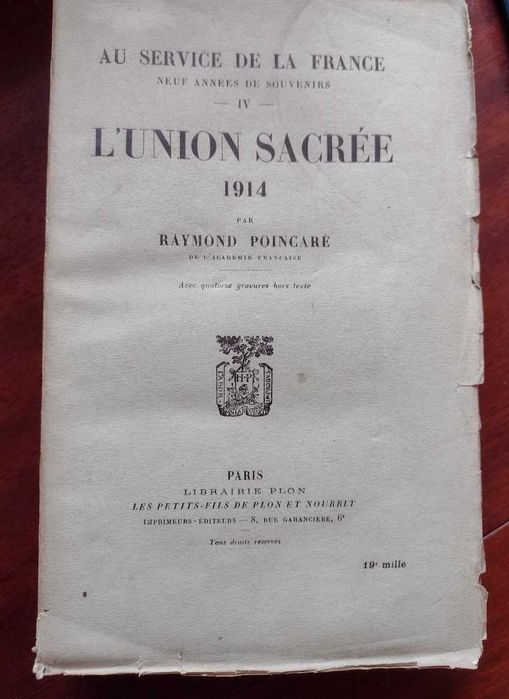 AU SERVICE DE LA FRANCE
NEUF ANNÉES DE SOUVENIRS
— IV —
L'UNION SACRÉE
1914
PAR
RAYMOND POINCARÉ
DE L'ACADÉMIE FRANÇAISE
Avec quatorze gravures hors texte
LABOR
H·P
PARIS
LIBRAIRIE PLON
LES PETITS-FILS DE PLON ET NOURRIT
IMPRIMEURS-ÉDITEURS — 8, RUE GARANCIÈRE, 6e
Tous droits réservés
19e mille